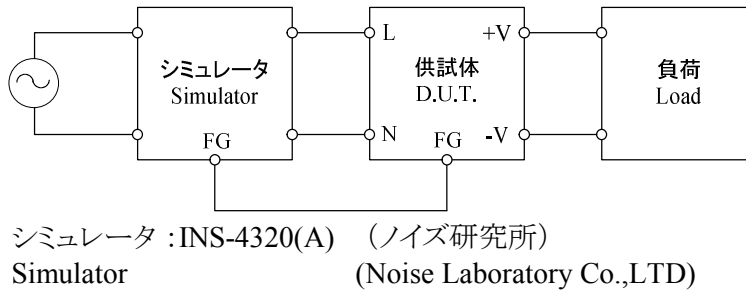 シミュレータ
Simulator
FG
L
N
供試体
D.U.T.
FG
+V
-V
負荷
Load
シミュレータ :INS-4320(A) (ノイズ研究所)
Simulator (Noise Laboratory Co.,LTD)